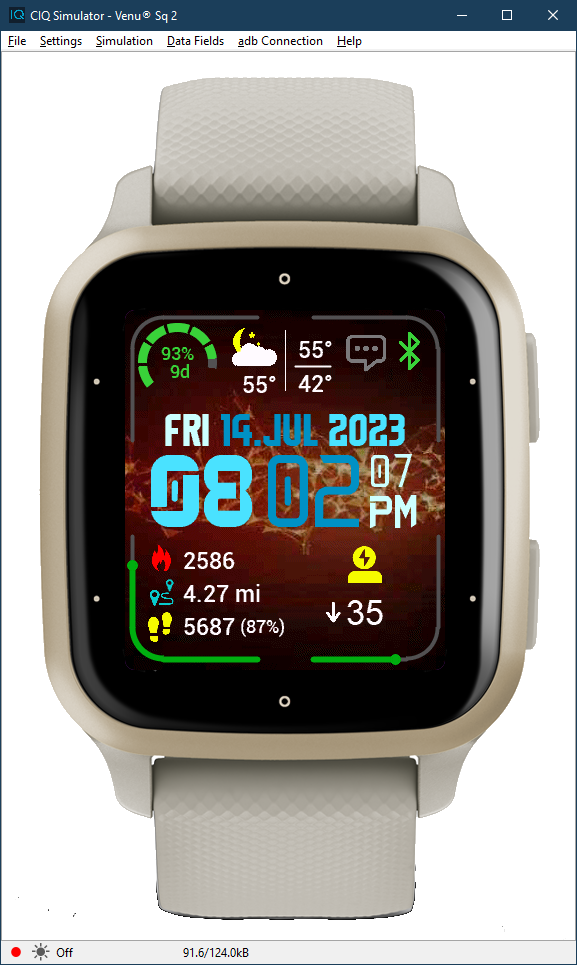 IQ CIQ Simulator - Venu® Sq 2
File Settings Simulation Data Fields adb Connection Help
93%
9d
55°
55°
42°
FRI 14.JUL 2023
08 02 07 PM
2586
4.27 mi
5687 (87%)
35
Off 91.6/124.0kB